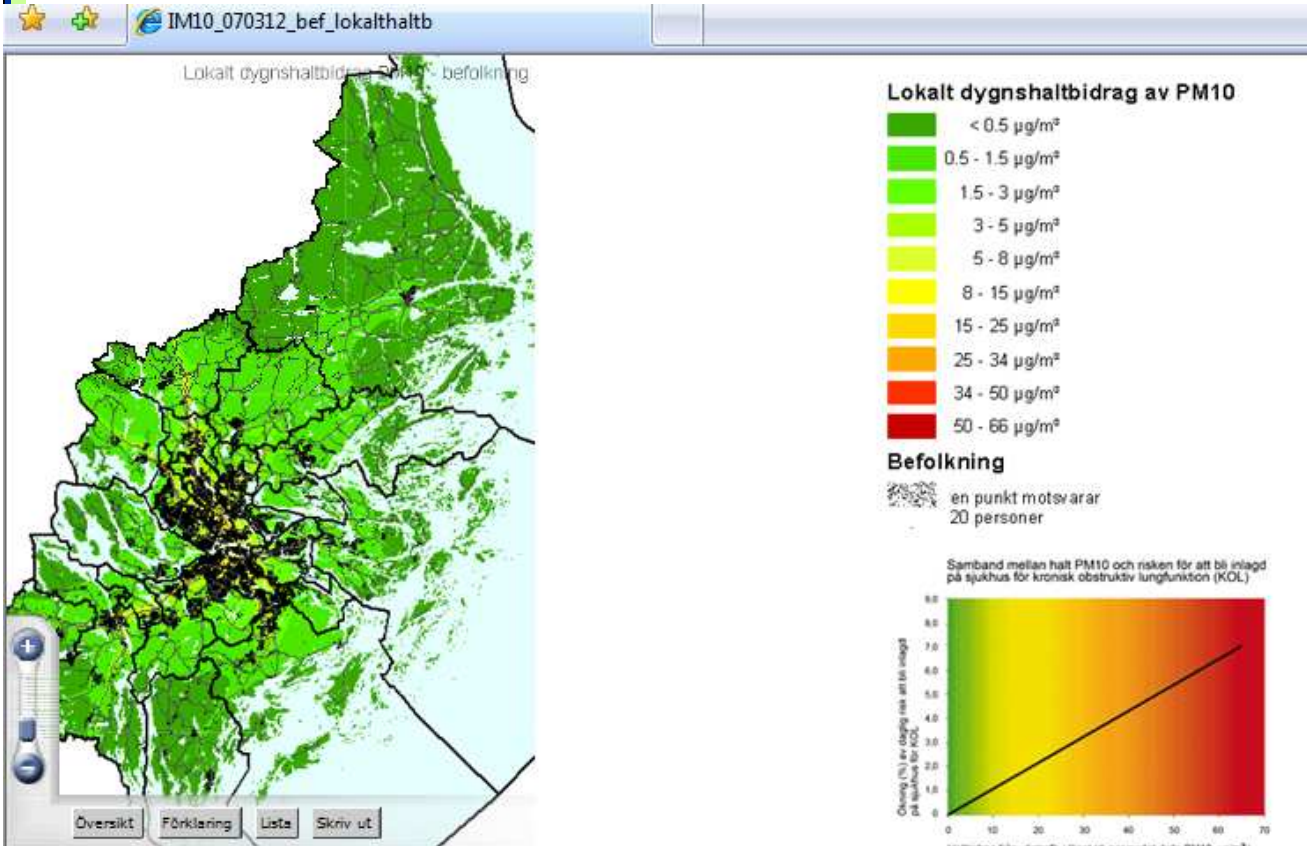 IM10_070312_bef_lokalthaltb
Lokalt dygnshaltbidrag - befolkning
Lokalt dygnshaltbidrag av PM10
< 0.5 µg/m³
0.5 - 1.5 µg/m³
1.5 - 3 µg/m³
3 - 5 µg/m³
5 - 8 µg/m³
8 - 15 µg/m³
15 - 25 µg/m³
25 - 34 µg/m³
34 - 50 µg/m³
50 - 66 µg/m³
Befolkning
en punkt motsvarar
20 personer
Samband mellan halt PM10 och risken för att bli inlagd
på sjukhus för kronisk obstruktiv lungfunktion (KOL)
Ökning (%) av daglig risk att bli inlagd
på sjukhus för KOL
9,0
8,0
7,0
6,0
5,0
4,0
3,0
2,0
1,0
0
0 10 20 30 40 50 60 70
Översikt Förklaring Lista Skriv ut